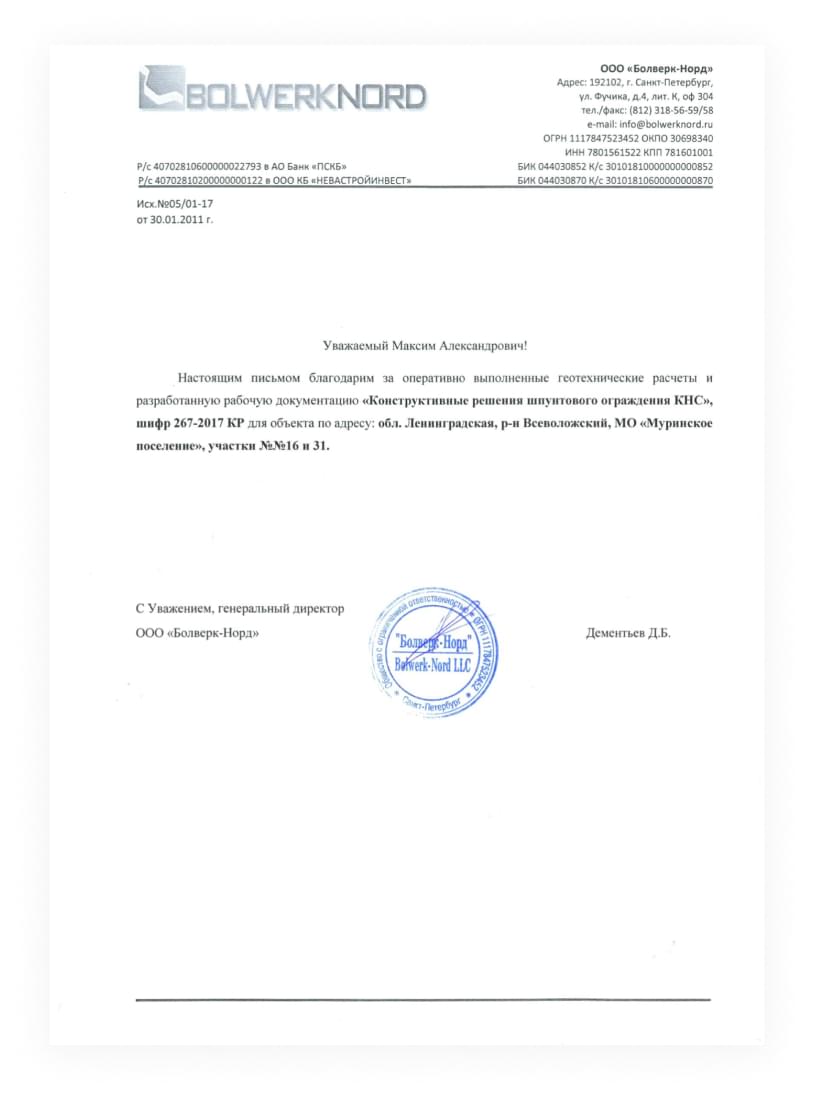 BOLWERKNORD
ООО «Болверк-Норд»
Адрес: 192102, г. Санкт-Петербург,
ул. Фучика, д.4, лит. К, оф 304
тел./факс: (812) 318-56-59/58
e-mail: info@bolwerknord.ru
ОГРН 1117847523452 ОКПО 30698340
ИНН 7801561522 КПП 781601001
Р/с 40702810600000022793 в АО Банк «ПСКБ»
БИК 044030852 К/с 30101810000000000852
Р/с 40702810200000000122 в ООО КБ «НЕВАСТРОЙИНВЕСТ»
БИК 044030870 К/с 30101810600000000870
Исх.№05/01-17
от 30.01.2011 г.
Уважаемый Максим Александрович!
Настоящим письмом благодарим за оперативно выполненные геотехнические расчеты и
разработанную рабочую документацию «Конструктивные решения шпунтового ограждения КНС»,
шифр 267-2017 КР для объекта по адресу: обл. Ленинградская, р-н Всеволожский, МО «Муринское
поселение», участки №№16 и 31.
С Уважением, генеральный директор
ООО «Болверк-Норд»
Дементьев Д.Б.
Общество с ограниченной ответственностью * ОГРН 1117847523452 *
"Болверк-Норд"
Bolwerk-Nord LLC
* Санкт-Петербург *